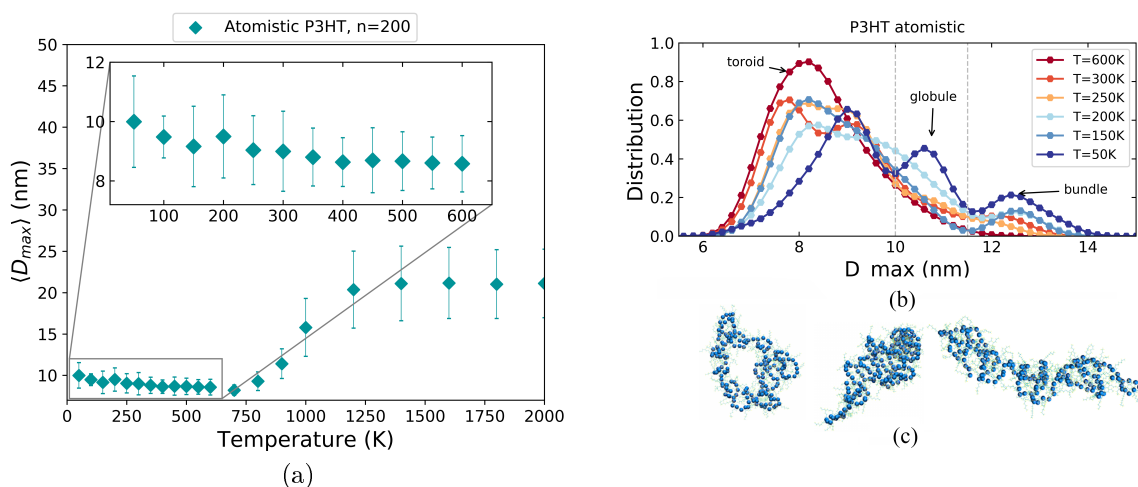 Atomistic P3HT, n=200
50
45
40
35
30
25
20
15
10
12
10
8
100 200 300 400 500 600
0 250 500 750 1000 1250 1500 1750 2000
⟨D_max⟩ (nm)
Temperature (K)
(a)
P3HT atomistic
1.0
0.8
0.6
0.4
0.2
0.0
6 8 10 12 14
Distribution
D max (nm)
toroid
globule
bundle
T=600K
T=300K
T=250K
T=200K
T=150K
T=50K
(b)
(c)